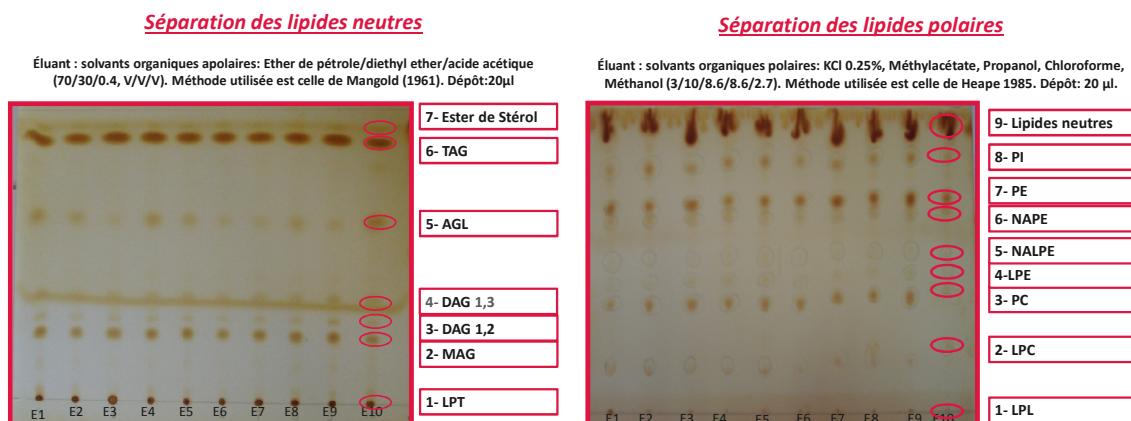 Séparation des lipides neutres
Éluant : solvants organiques apolaires: Ether de pétrole/diethyl ether/acide acétique
(70/30/0.4, V/V/V). Méthode utilisée est celle de Mangold (1961). Dépôt:20µl
7- Ester de Stérol
6- TAG
5- AGL
4- DAG 1,3
3- DAG 1,2
2- MAG
1- LPT
E1 E2 E3 E4 E5 E6 E7 E8 E9 E10
Séparation des lipides polaires
Éluant : solvants organiques polaires: KCl 0.25%, Méthylacétate, Propanol, Chloroforme,
Méthanol (3/10/8.6/8.6/2.7). Méthode utilisée est celle de Heape 1985. Dépôt: 20 µl.
9- Lipides neutres
8- PI
7- PE
6- NAPE
5- NALPE
4-LPE
3- PC
2- LPC
1- LPL
E1 E2 E3 E4 E5 E6 E7 E8 E9 E10